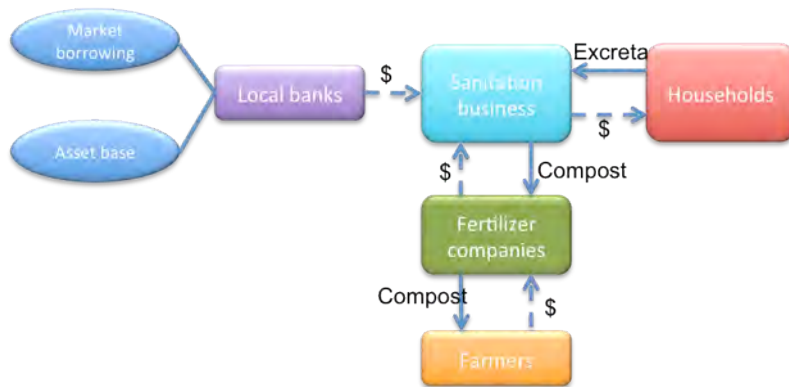 Market
borrowing
Local banks
Asset base
$
Sanitation
business
Excreta
Households
$
$
Compost
Fertilizer
companies
Compost
$
Farmers